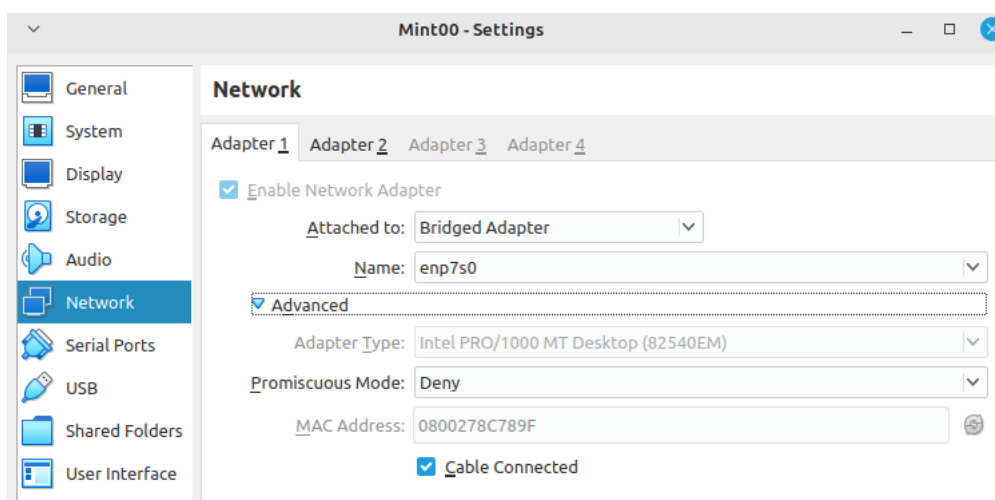 Mint00 - Settings
General
System
Display
Storage
Audio
Network
Serial Ports
USB
Shared Folders
User Interface
Network
Adapter 1 Adapter 2 Adapter 3 Adapter 4
Enable Network Adapter
Attached to: Bridged Adapter
Name: enp7s0
Advanced
Adapter Type: Intel PRO/1000 MT Desktop (82540EM)
Promiscuous Mode: Deny
MAC Address: 0800278C789F
Cable Connected